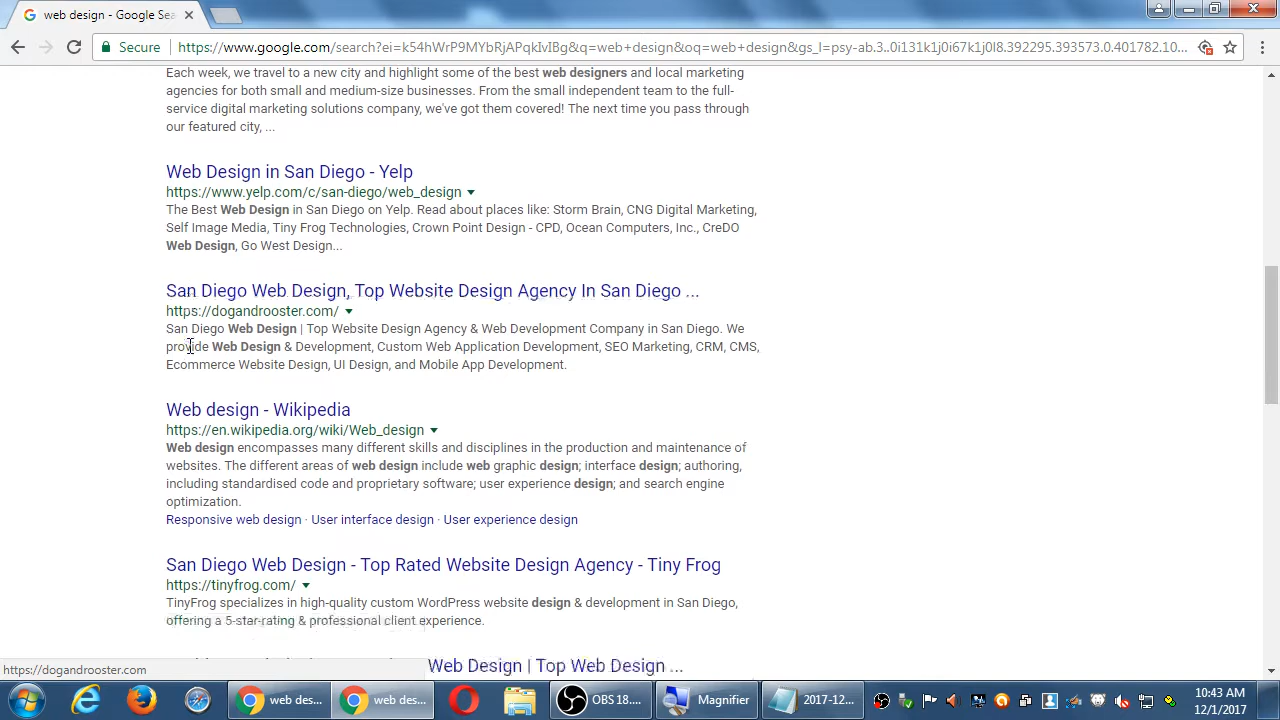 web design - Google Sea
Secure
https://www.google.com/search?ei=k54hWrP9MYbRjAPqkIvIBg&q=web+design&oq=web+design&gs_l=psy-ab.3..0i131k1j0i67k1j0l8.392295.393573.0.401782.10...
Each week, we travel to a new city and highlight some of the best web designers and local marketing
agencies for both small and medium-size businesses. From the small independent team to the full-
service digital marketing solutions company, we've got them covered! The next time you pass through
our featured city, ...
Web Design in San Diego - Yelp
https://www.yelp.com/c/san-diego/web_design
The Best Web Design in San Diego on Yelp. Read about places like: Storm Brain, CNG Digital Marketing,
Self Image Media, Tiny Frog Technologies, Crown Point Design - CPD, Ocean Computers, Inc., CreDO
Web Design, Go West Design...
San Diego Web Design, Top Website Design Agency In San Diego ...
https://dogandrooster.com/
San Diego Web Design | Top Website Design Agency & Web Development Company in San Diego. We
provide Web Design & Development, Custom Web Application Development, SEO Marketing, CRM, CMS,
Ecommerce Website Design, UI Design, and Mobile App Development.
Web design - Wikipedia
https://en.wikipedia.org/wiki/Web_design
Web design encompasses many different skills and disciplines in the production and maintenance of
websites. The different areas of web design include web graphic design; interface design; authoring,
including standardised code and proprietary software; user experience design; and search engine
optimization.
Responsive web design · User interface design · User experience design
San Diego Web Design - Top Rated Website Design Agency - Tiny Frog
https://tinyfrog.com/
TinyFrog specializes in high-quality custom WordPress website design & development in San Diego,
offering a 5-star-rating & professional client experience.
Web Design | Top Web Design ...
https://dogandrooster.com
web des...
web des...
OBS 18....
Magnifier
2017-12...
10:43 AM
12/1/2017